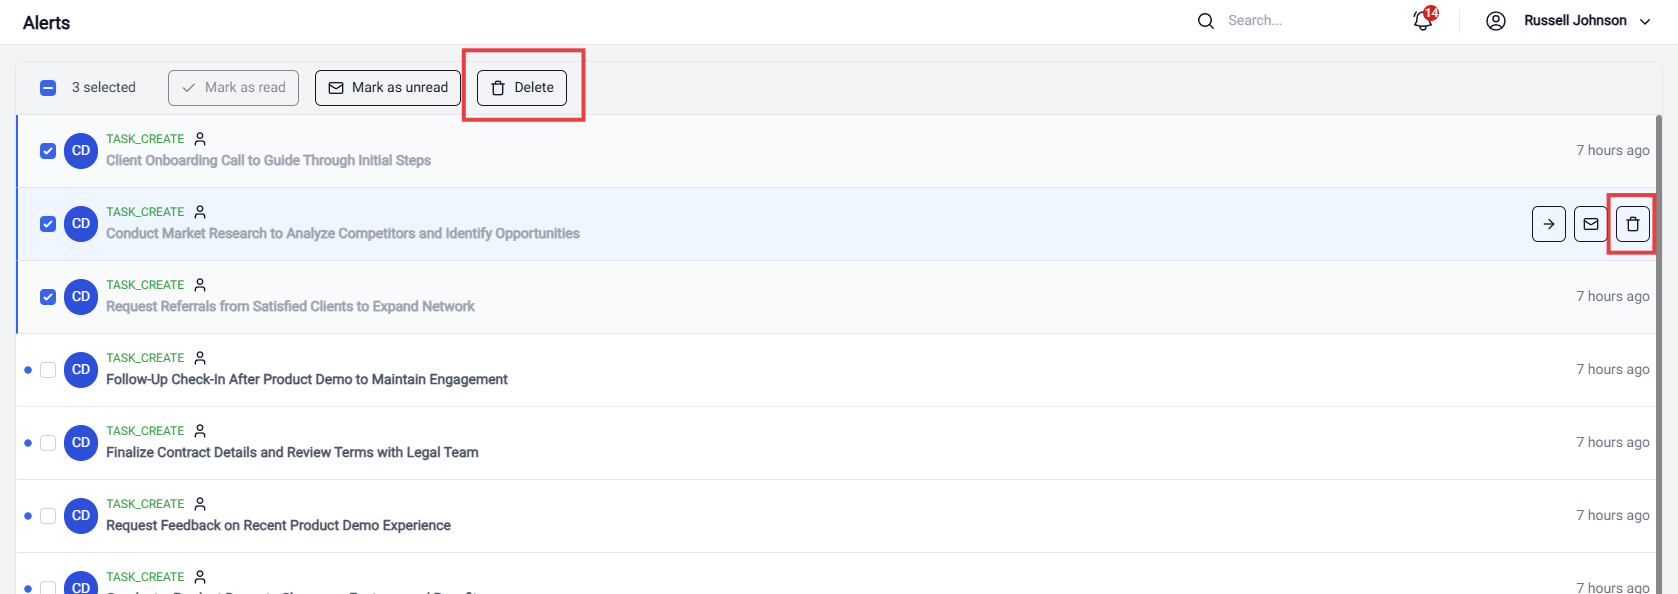 Alerts
Search...
14
Russell Johnson
3 selected
Mark as read
Mark as unread
Delete
TASK_CREATE
CD
Client Onboarding Call to Guide Through Initial Steps
7 hours ago
TASK_CREATE
CD
Conduct Market Research to Analyze Competitors and Identify Opportunities
TASK_CREATE
CD
Request Referrals from Satisfied Clients to Expand Network
7 hours ago
TASK_CREATE
CD
Follow-Up Check-In After Product Demo to Maintain Engagement
7 hours ago
TASK_CREATE
CD
Finalize Contract Details and Review Terms with Legal Team
7 hours ago
TASK_CREATE
CD
Request Feedback on Recent Product Demo Experience
7 hours ago
TASK_CREATE
CD
7 hours ago